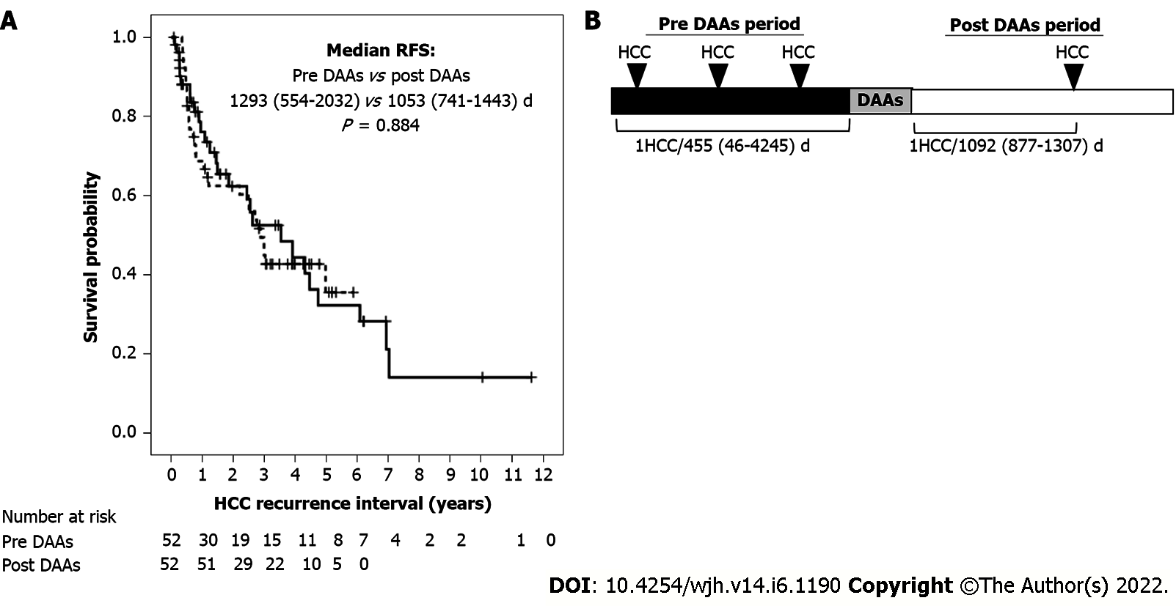 A
Median RFS:
Pre DAAs vs post DAAs
1293 (554-2032) vs 1053 (741-1443) d
P = 0.884
Survival probability
1.0
0.8
0.6
0.4
0.2
0.0
0 1 2 3 4 5 6 7 8 9 10 11 12
HCC recurrence interval (years)
Number at risk
Pre DAAs 52 30 19 15 11 8 7 4 2 2 1 0
Post DAAs 52 51 29 22 10 5 0
B
Pre DAAs period Post DAAs period
HCC HCC HCC HCC
DAAs
1HCC/455 (46-4245) d 1HCC/1092 (877-1307) d
DOI: 10.4254/wjh.v14.i6.1190 Copyright ©The Author(s) 2022.